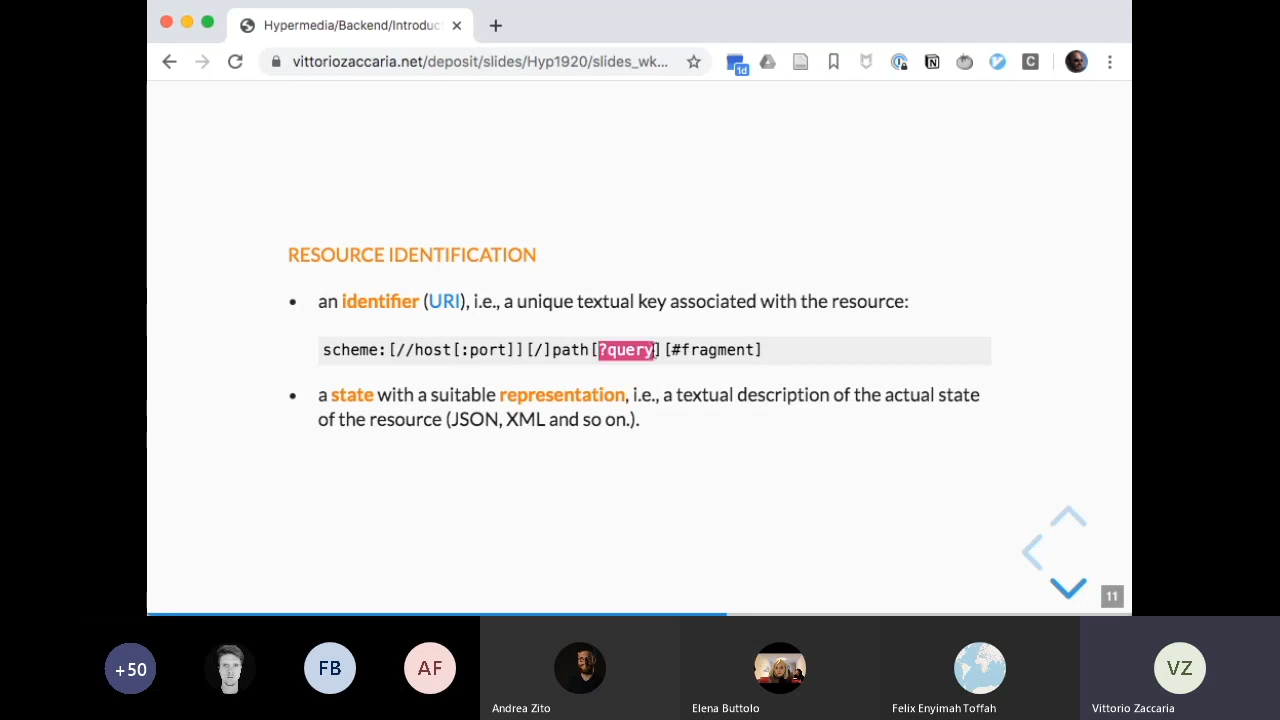 Hypermedia/Backend/Introduc
vittoriozaccaria.net/deposit/slides/Hyp1920/slides_wk...
1d
N
C
RESOURCE IDENTIFICATION
• an identifier (URI), i.e., a unique textual key associated with the resource:
scheme:[//host[:port]][/]path[?query][#fragment]
• a state with a suitable representation, i.e., a textual description of the actual state
of the resource (JSON, XML and so on.).
11
+50
FB
AF
VZ
Andrea Zito
Elena Buttolo
Felix Enyimah Toffah
Vittorio Zaccaria